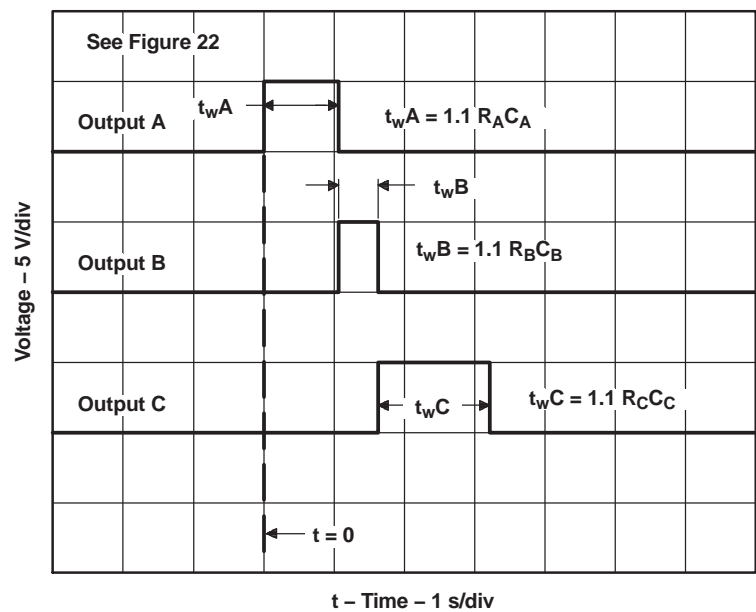 See Figure 22
twA
Output A
twA = 1.1 RACA
twB
Output B
twB = 1.1 RBCB
Output C
twC
twC = 1.1 RCCC
t = 0
Voltage – 5 V/div
t – Time – 1 s/div